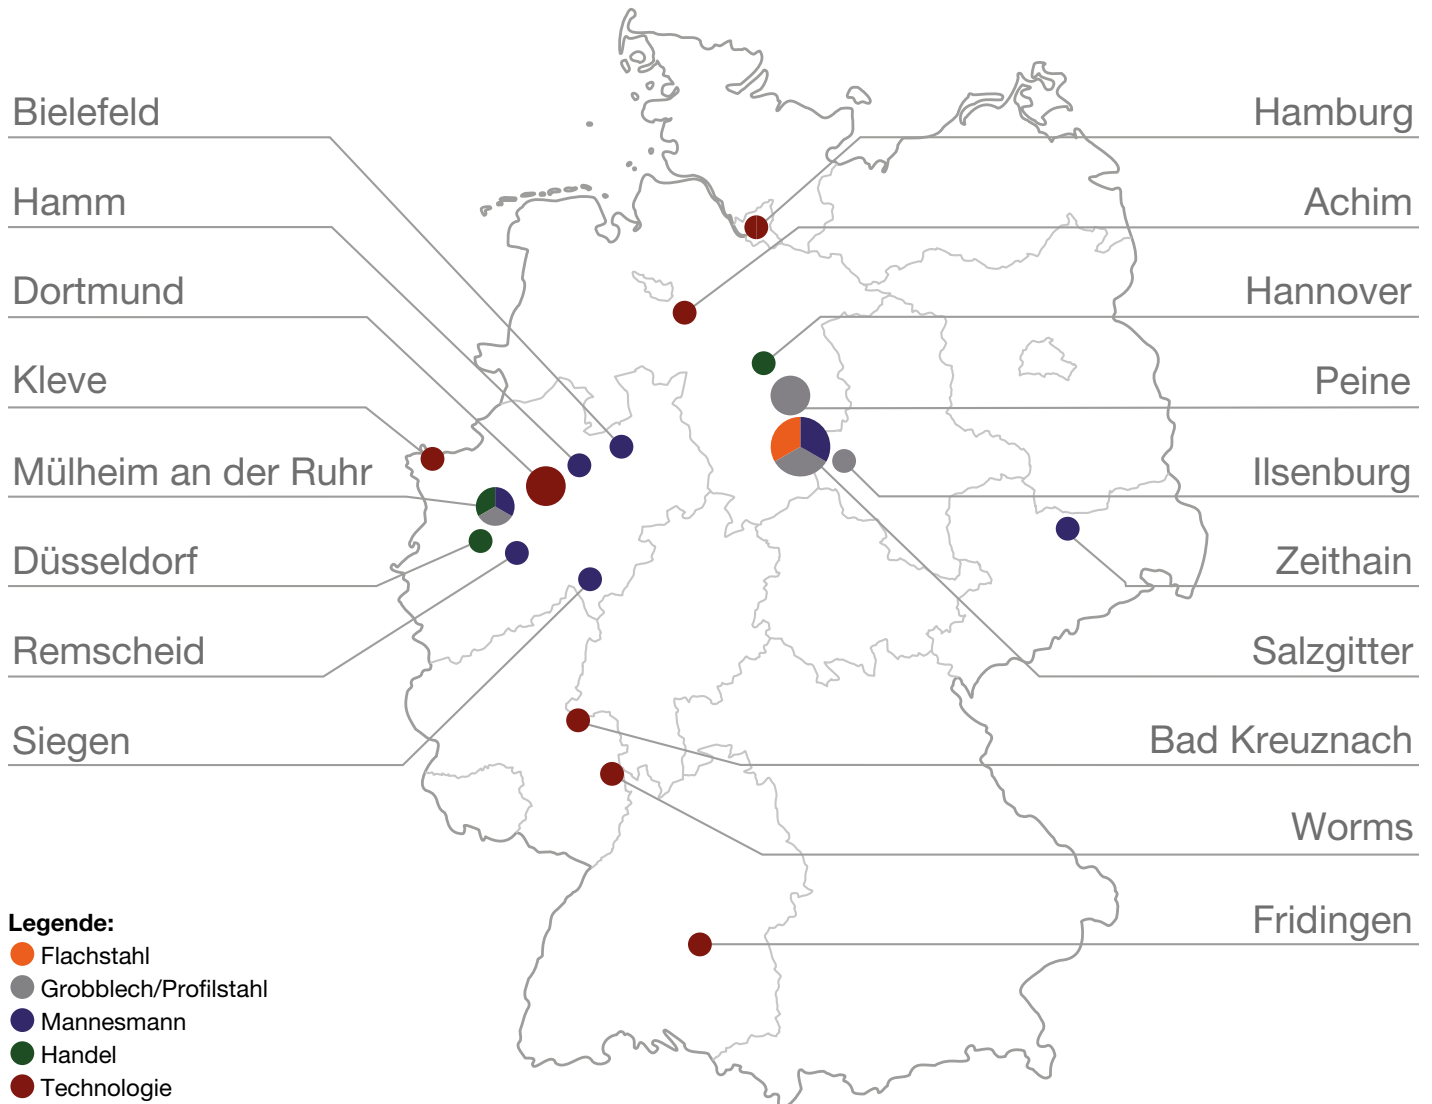 Bielefeld
Hamm
Dortmund
Kleve
Mülheim an der Ruhr
Düsseldorf
Remscheid
Siegen
Hamburg
Achim
Hannover
Peine
Ilsenburg
Zeithain
Salzgitter
Bad Kreuznach
Worms
Fridingen
Legende:
Flachstahl
Grobblech/Profilstahl
Mannesmann
Handel
Technologie